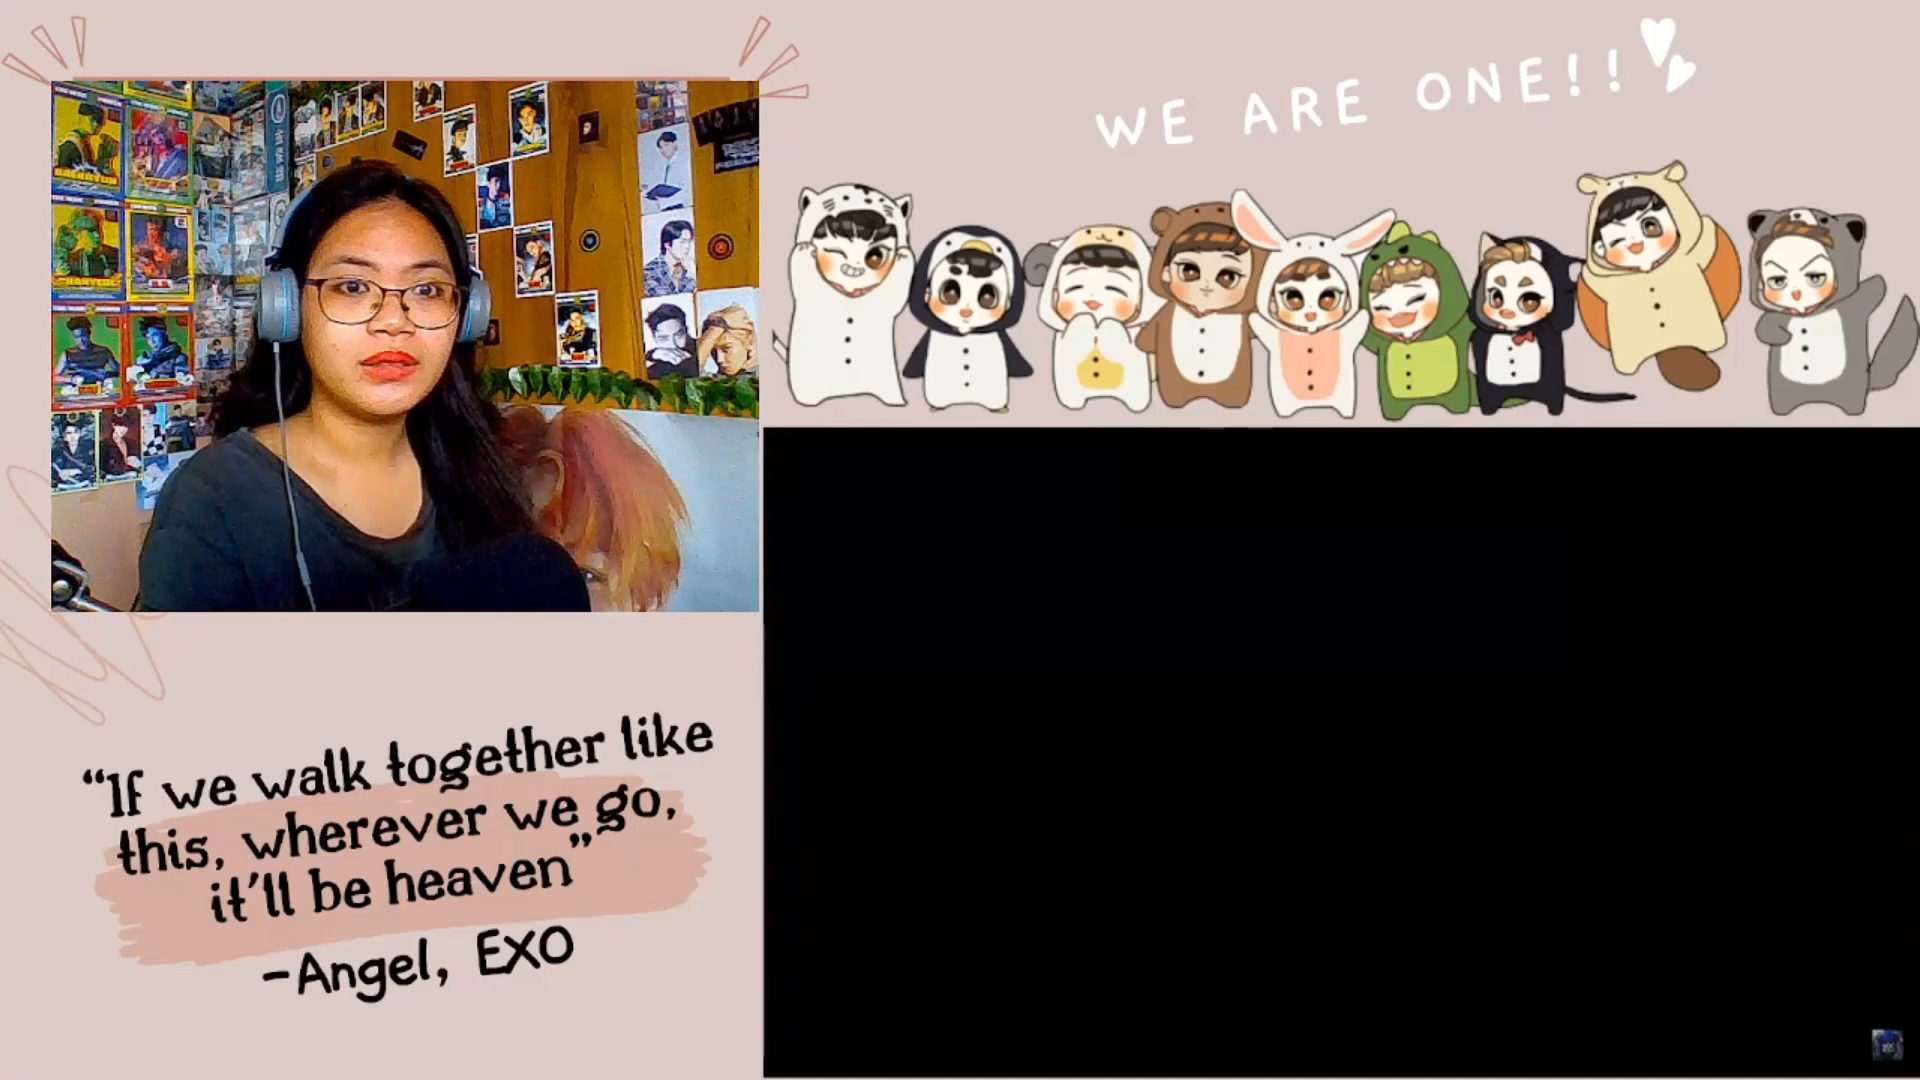 WE ARE ONE!!
“If we walk together like
this, wherever we go,
it'll be heaven”
-Angel, EXO